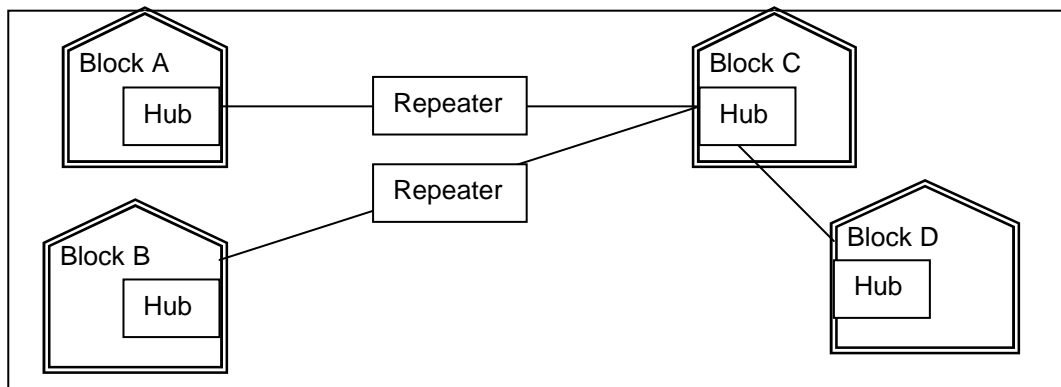 Block A
Hub
Repeater
Block C
Hub
Repeater
Block B
Hub
Block D
Hub